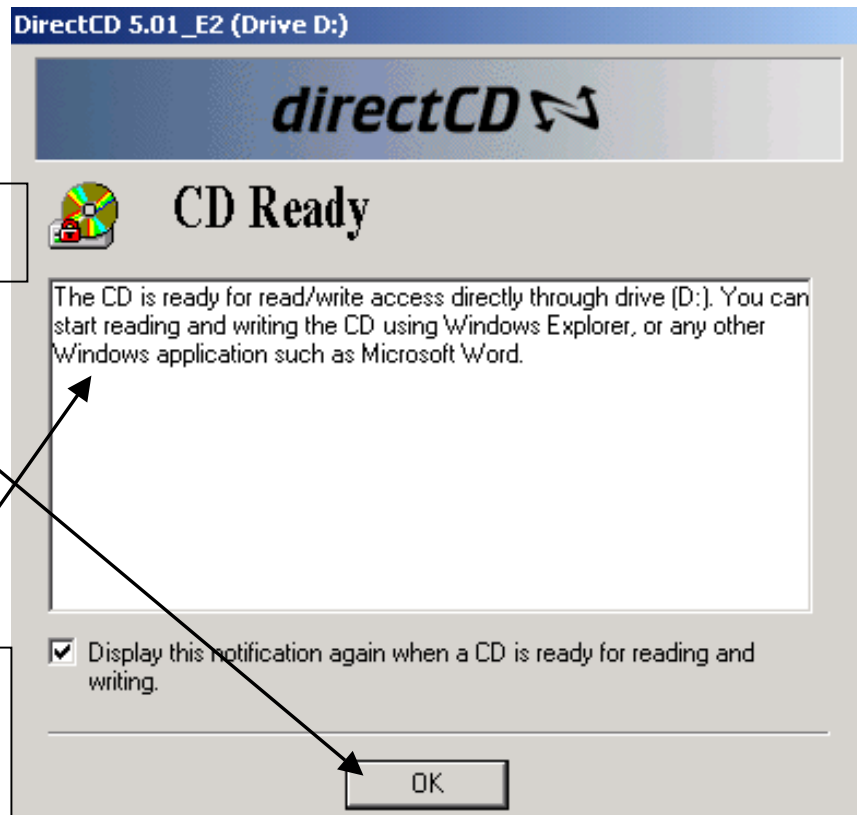 DirectCD 5.01_E2 (Drive D:)
directCD
CD Ready
The CD is ready for read/write access directly through drive (D:). You can
start reading and writing the CD using Windows Explorer, or any other
Windows application such as Microsoft Word.
Display this notification again when a CD is ready for reading and
writing.
OK